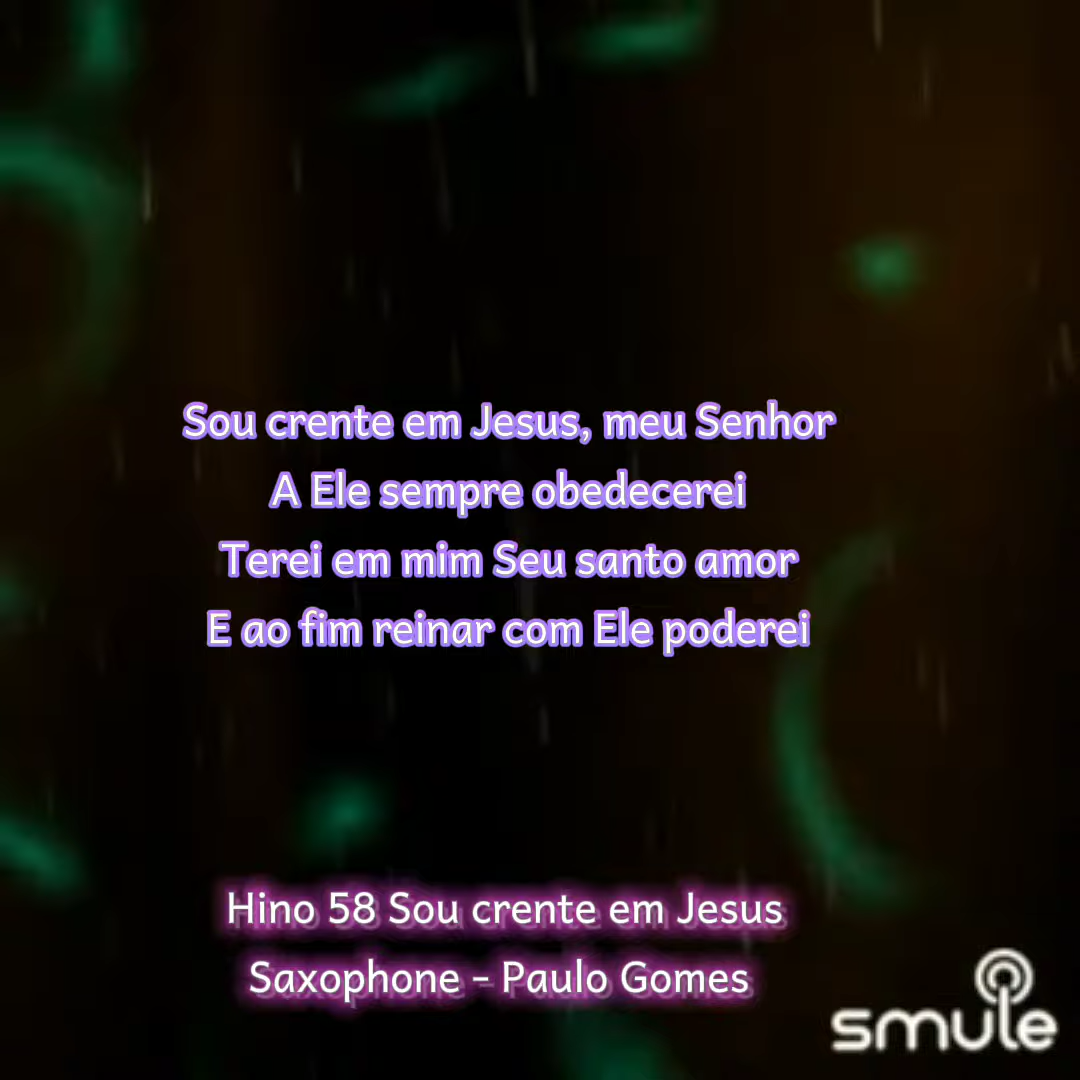 Sou crente em Jesus, meu Senhor
A Ele sempre obedecerei
Terei em mim Seu santo amor
E ao fim reinar com Ele poderei
Hino 58 Sou crente em Jesus
Saxophone - Paulo Gomes
smule